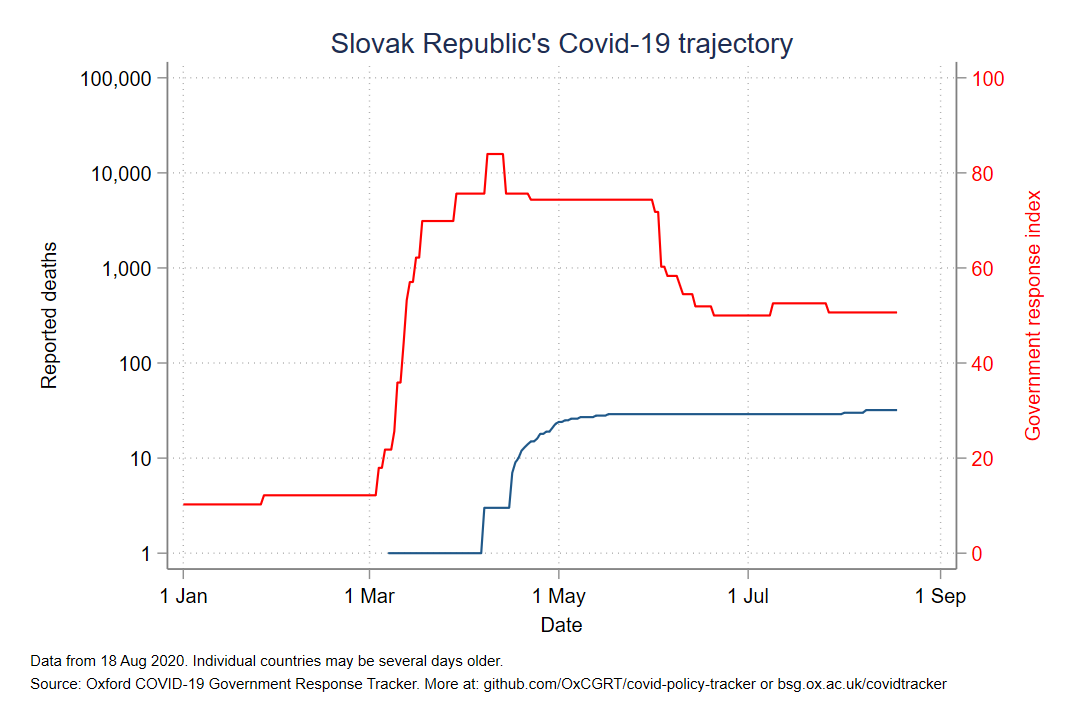 Slovak Republic's Covid-19 trajectory
100,000
10,000
1,000
100
10
1
Reported deaths
100
80
60
40
20
0
Government response index
1 Jan
1 Mar
1 May
1 Jul
1 Sep
Date
Data from 18 Aug 2020. Individual countries may be several days older.
Source: Oxford COVID-19 Government Response Tracker. More at: github.com/OxCGRT/covid-policy-tracker or bsg.ox.ac.uk/covidtracker